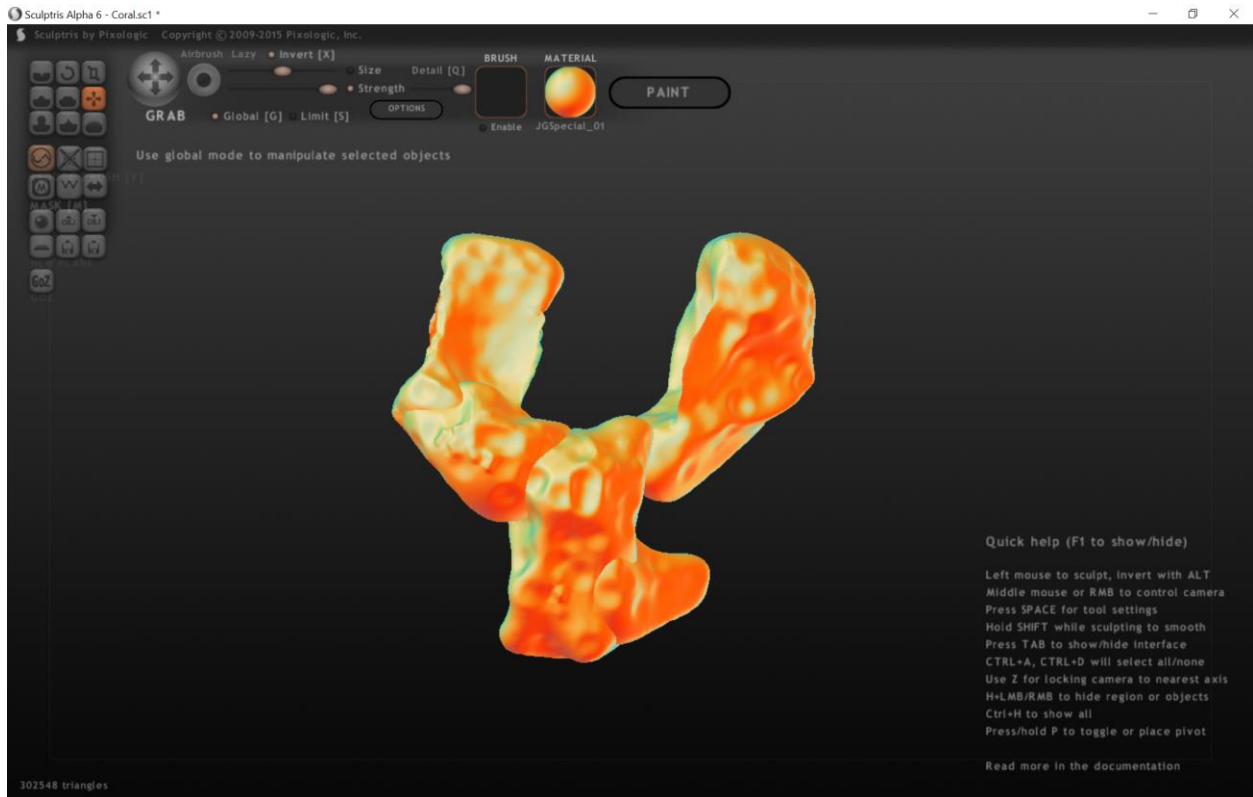 Sculptris Alpha 6 - Coral.sc1 *
Sculptris by Pixologic Copyright © 2009-2015 Pixologic, Inc.
Airbrush Lazy Invert [X]
Size Detail [Q]
Strength
GRAB Global [G] Limit [S] OPTIONS
BRUSH
Enable
MATERIAL
JGSpecial_01
PAINT
Use global mode to manipulate selected objects
[Y]
MASK [M]
OBJ OBJ
NEW PLANE
GoZ
GOZ
Quick help (F1 to show/hide)
Left mouse to sculpt, invert with ALT
Middle mouse or RMB to control camera
Press SPACE for tool settings
Hold SHIFT while sculpting to smooth
Press TAB to show/hide interface
CTRL+A, CTRL+D will select all/none
Use Z for locking camera to nearest axis
H+LMB/RMB to hide region or objects
Ctrl+H to show all
Press/hold P to toggle or place pivot
Read more in the documentation
302548 triangles